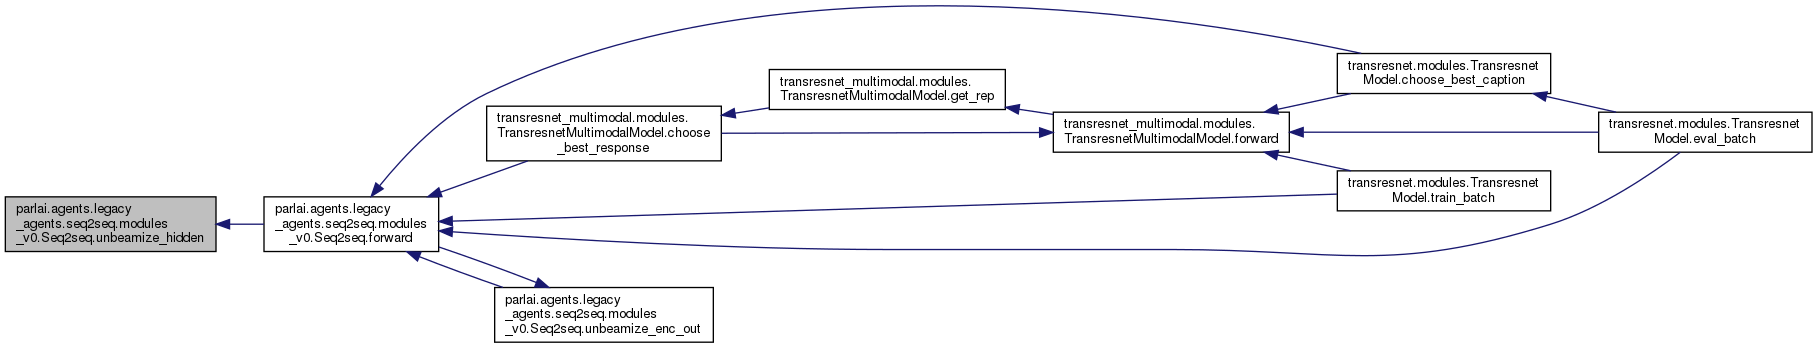 parlai.agents.legacy
_agents.seq2seq.modules
_v0.Seq2seq.unbeamize_hidden
parlai.agents.legacy
_agents.seq2seq.modules
_v0.Seq2seq.forward
transresnet_multimodal.modules.
TransresnetMultimodalModel.choose
_best_response
transresnet_multimodal.modules.
TransresnetMultimodalModel.get_rep
transresnet_multimodal.modules.
TransresnetMultimodalModel.forward
transresnet.modules.Transresnet
Model.choose_best_caption
transresnet.modules.Transresnet
Model.eval_batch
transresnet.modules.Transresnet
Model.train_batch
parlai.agents.legacy
_agents.seq2seq.modules
_v0.Seq2seq.unbeamize_enc_out